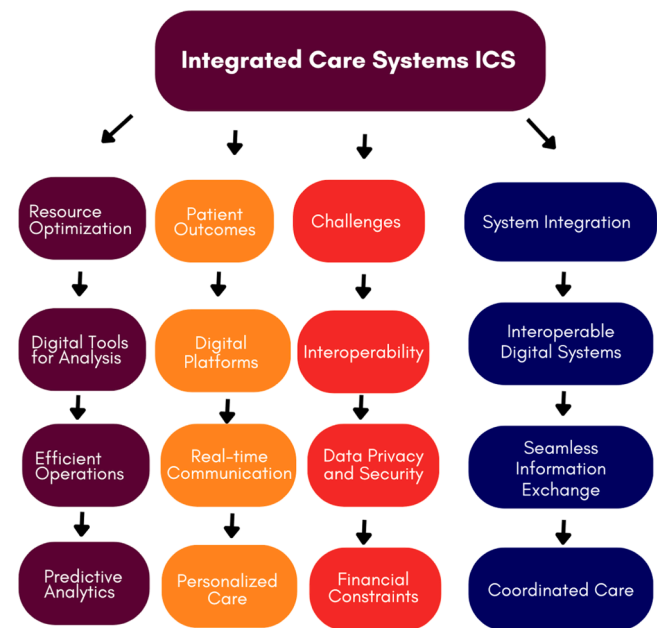 Integrated Care Systems ICS
Resource
Optimization
Patient
Outcomes
Challenges
System Integration
Digital Tools
for Analysis
Digital
Platforms
Interoperability
Interoperable
Digital Systems
Efficient
Operations
Real-time
Communication
Data Privacy
and Security
Seamless
Information
Exchange
Predictive
Analytics
Personalized
Care
Financial
Constraints
Coordinated Care